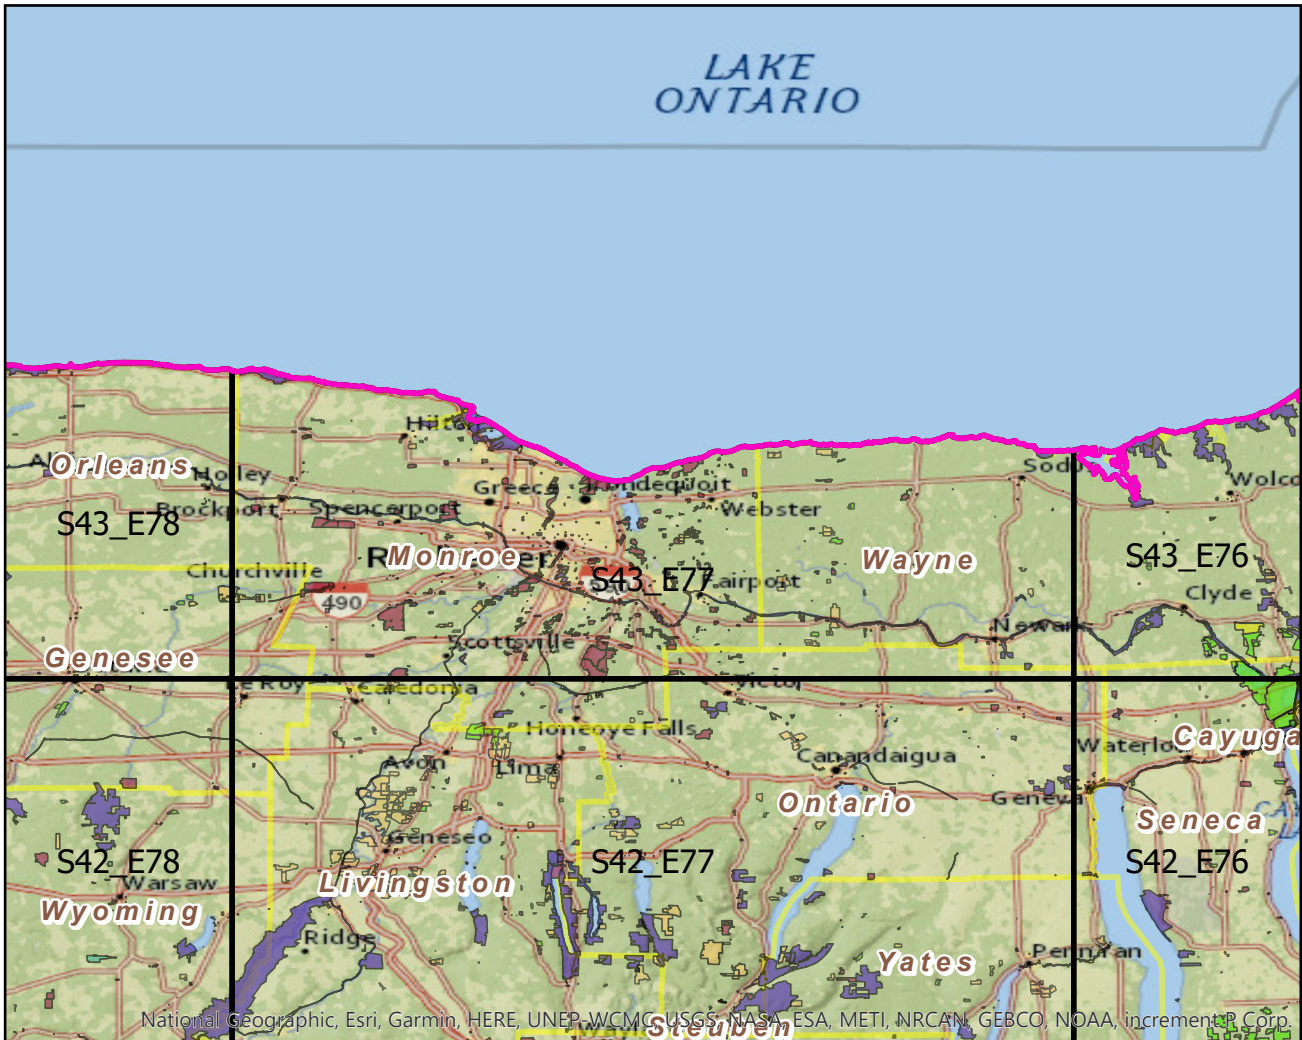 LAKE
ONTARIO
Hilton
Orleans
Holley
Sodu
Wolco
Greece
Irondequoit
Brockport
Spencerport
Webster
S43_E78
Monroe
Wayne
S43_E76
Churchville
S43_E77
Fairport
490
Clyde
Newark
Scottsville
Genesee
Le Roy
Caledonia
Victor
Honeoye Falls
Waterloo
Cayuga
Avon
Lima
Canandaigua
Geneva
Ontario
Seneca
Geneseo
S42_E78
S42_E77
S42_E76
Warsaw
Livingston
Wyoming
Ridge
Penn Yan
Yates
National Geographic, Esri, Garmin, HERE, UNEP-WCMC, USGS, NASA, ESA, METI, NRCAN, GEBCO, NOAA, increment P Corp.
Steuben